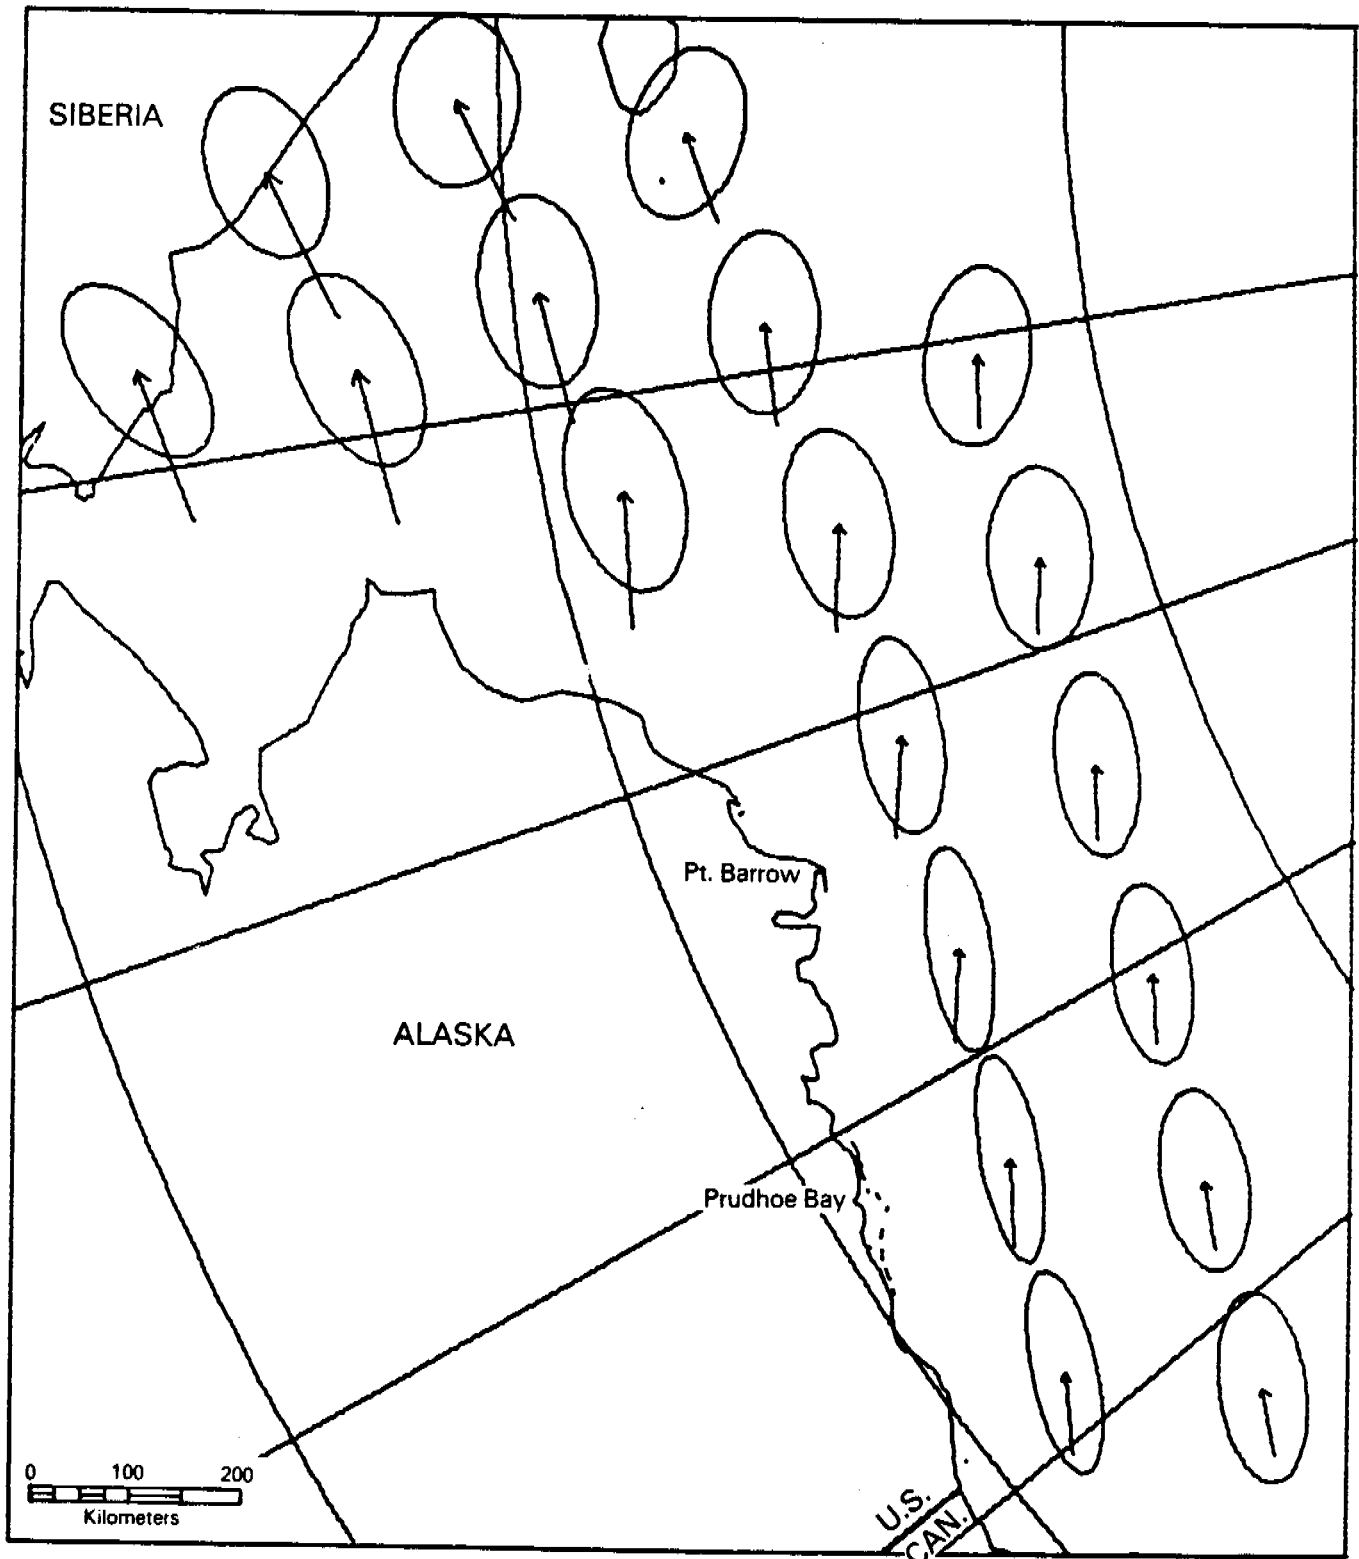 SIBERIA
Pt. Barrow
ALASKA
Prudhoe Bay
0 100 200
Kilometers
U.S.
CAN.